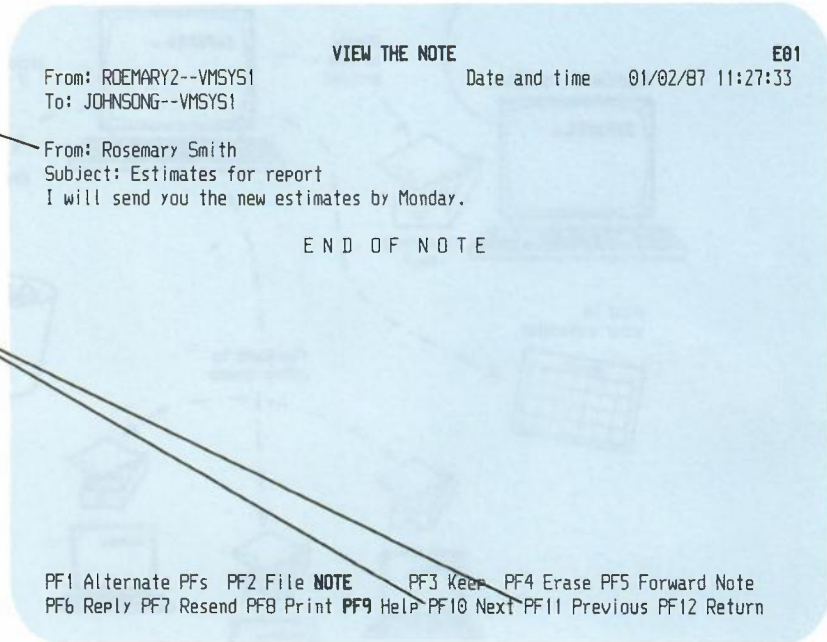 VIEW THE NOTE E01
From: ROEMARY2--VMSYS1 Date and time 01/02/87 11:27:33
To: JOHNSONG--VMSYS1
From: Rosemary Smith
Subject: Estimates for report
I will send you the new estimates by Monday.
E N D O F N O T E
PF1 Alternate PFs PF2 File NOTE PF3 Keep PF4 Erase PF5 Forward Note
PF6 Reply PF7 Resend PF8 Print PF9 Help PF10 Next PF11 Previous PF12 Return